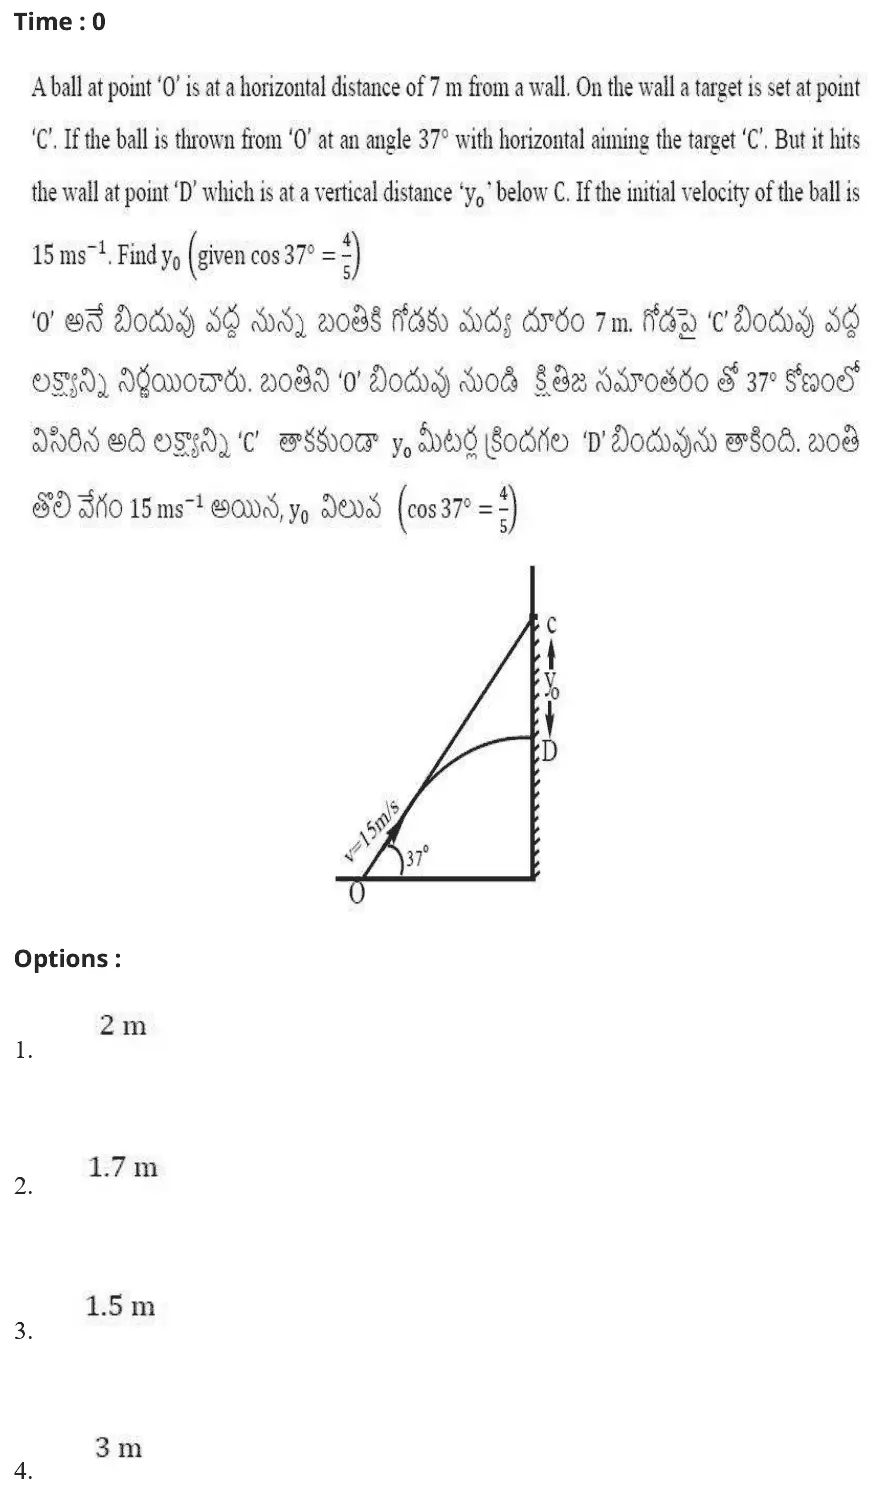 Time : 0
A ball at point ‘O’ is at a horizontal distance of 7 m from a wall. On the wall a target is set at point
‘C’. If the ball is thrown from ‘O’ at an angle 37° with horizontal aiming the target ‘C’. But it hits
the wall at point ‘D’ which is at a vertical distance ‘y₀’ below C. If the initial velocity of the ball is
15 ms⁻¹. Find y₀ (given cos 37° = 4/5)
‘O’ అనే బిందువు వద్ద నున్న బంతికి గోడకు మధ్య దూరం 7 m. గోడపై ‘C’ బిందువు వద్ద
లక్ష్యాన్ని నిర్ణయించారు. బంతిని ‘O’ బిందువు నుండి క్షితిజ సమాంతరం తో 37° కోణంలో
విసిరిన అది లక్ష్యాన్ని ‘C’ తాకకుండా y₀ మీటర్ల క్రిందగల ‘D’ బిందువును తాకింది. బంతి
తొలి వేగం 15 ms⁻¹ అయిన, y₀ విలువ (cos 37° = 4/5)
C
y₀
D
v=15m/s
37°
O
Options :
1. 2 m
2. 1.7 m
3. 1.5 m
4. 3 m